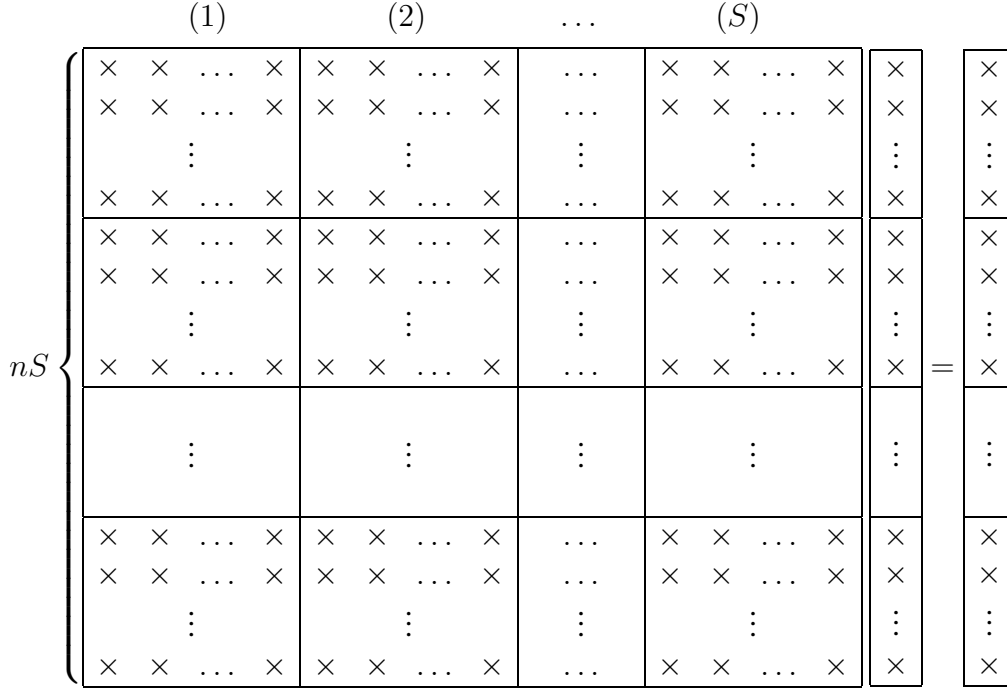 (1) (2) … (S)
× × … × × × … × … × × … × × ×
× × … × × × … × … × × … × × ×
⋮ ⋮ ⋮ ⋮ ⋮ ⋮
× × … × × × … × … × × … × × ×
× × … × × × … × … × × … × × ×
× × … × × × … × … × × … × × ×
⋮ ⋮ ⋮ ⋮ ⋮ ⋮
nS { × × … × × × … × … × × … × × = ×
⋮ ⋮ ⋮ ⋮ ⋮ ⋮
× × … × × × … × … × × … × × ×
× × … × × × … × … × × … × × ×
⋮ ⋮ ⋮ ⋮ ⋮ ⋮
× × … × × × … × … × × … × × ×